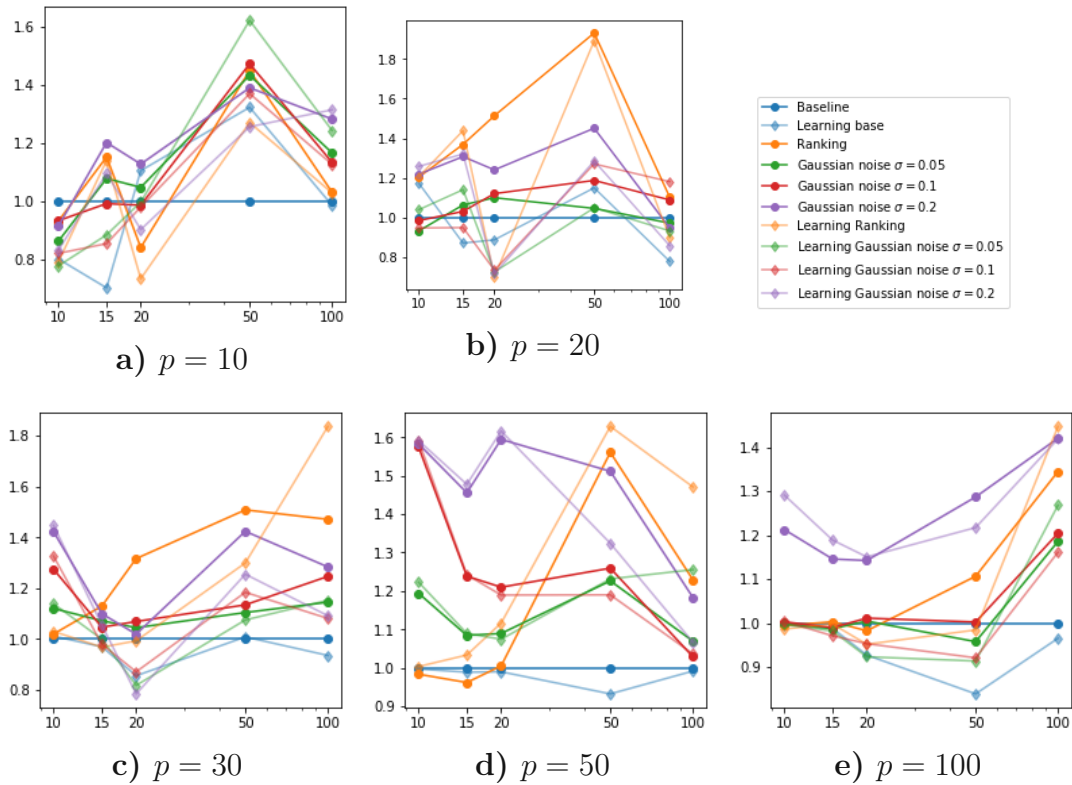 1.6
1.4
1.2
1.0
0.8
10 15 20 50 100
a) p = 10
1.8
1.6
1.4
1.2
1.0
0.8
10 15 20 50 100
b) p = 20
Baseline
Learning base
Ranking
Gaussian noise σ = 0.05
Gaussian noise σ = 0.1
Gaussian noise σ = 0.2
Learning Ranking
Learning Gaussian noise σ = 0.05
Learning Gaussian noise σ = 0.1
Learning Gaussian noise σ = 0.2
1.8
1.6
1.4
1.2
1.0
0.8
10 15 20 50 100
c) p = 30
1.6
1.5
1.4
1.3
1.2
1.1
1.0
0.9
10 15 20 50 100
d) p = 50
1.4
1.3
1.2
1.1
1.0
0.9
10 15 20 50 100
e) p = 100